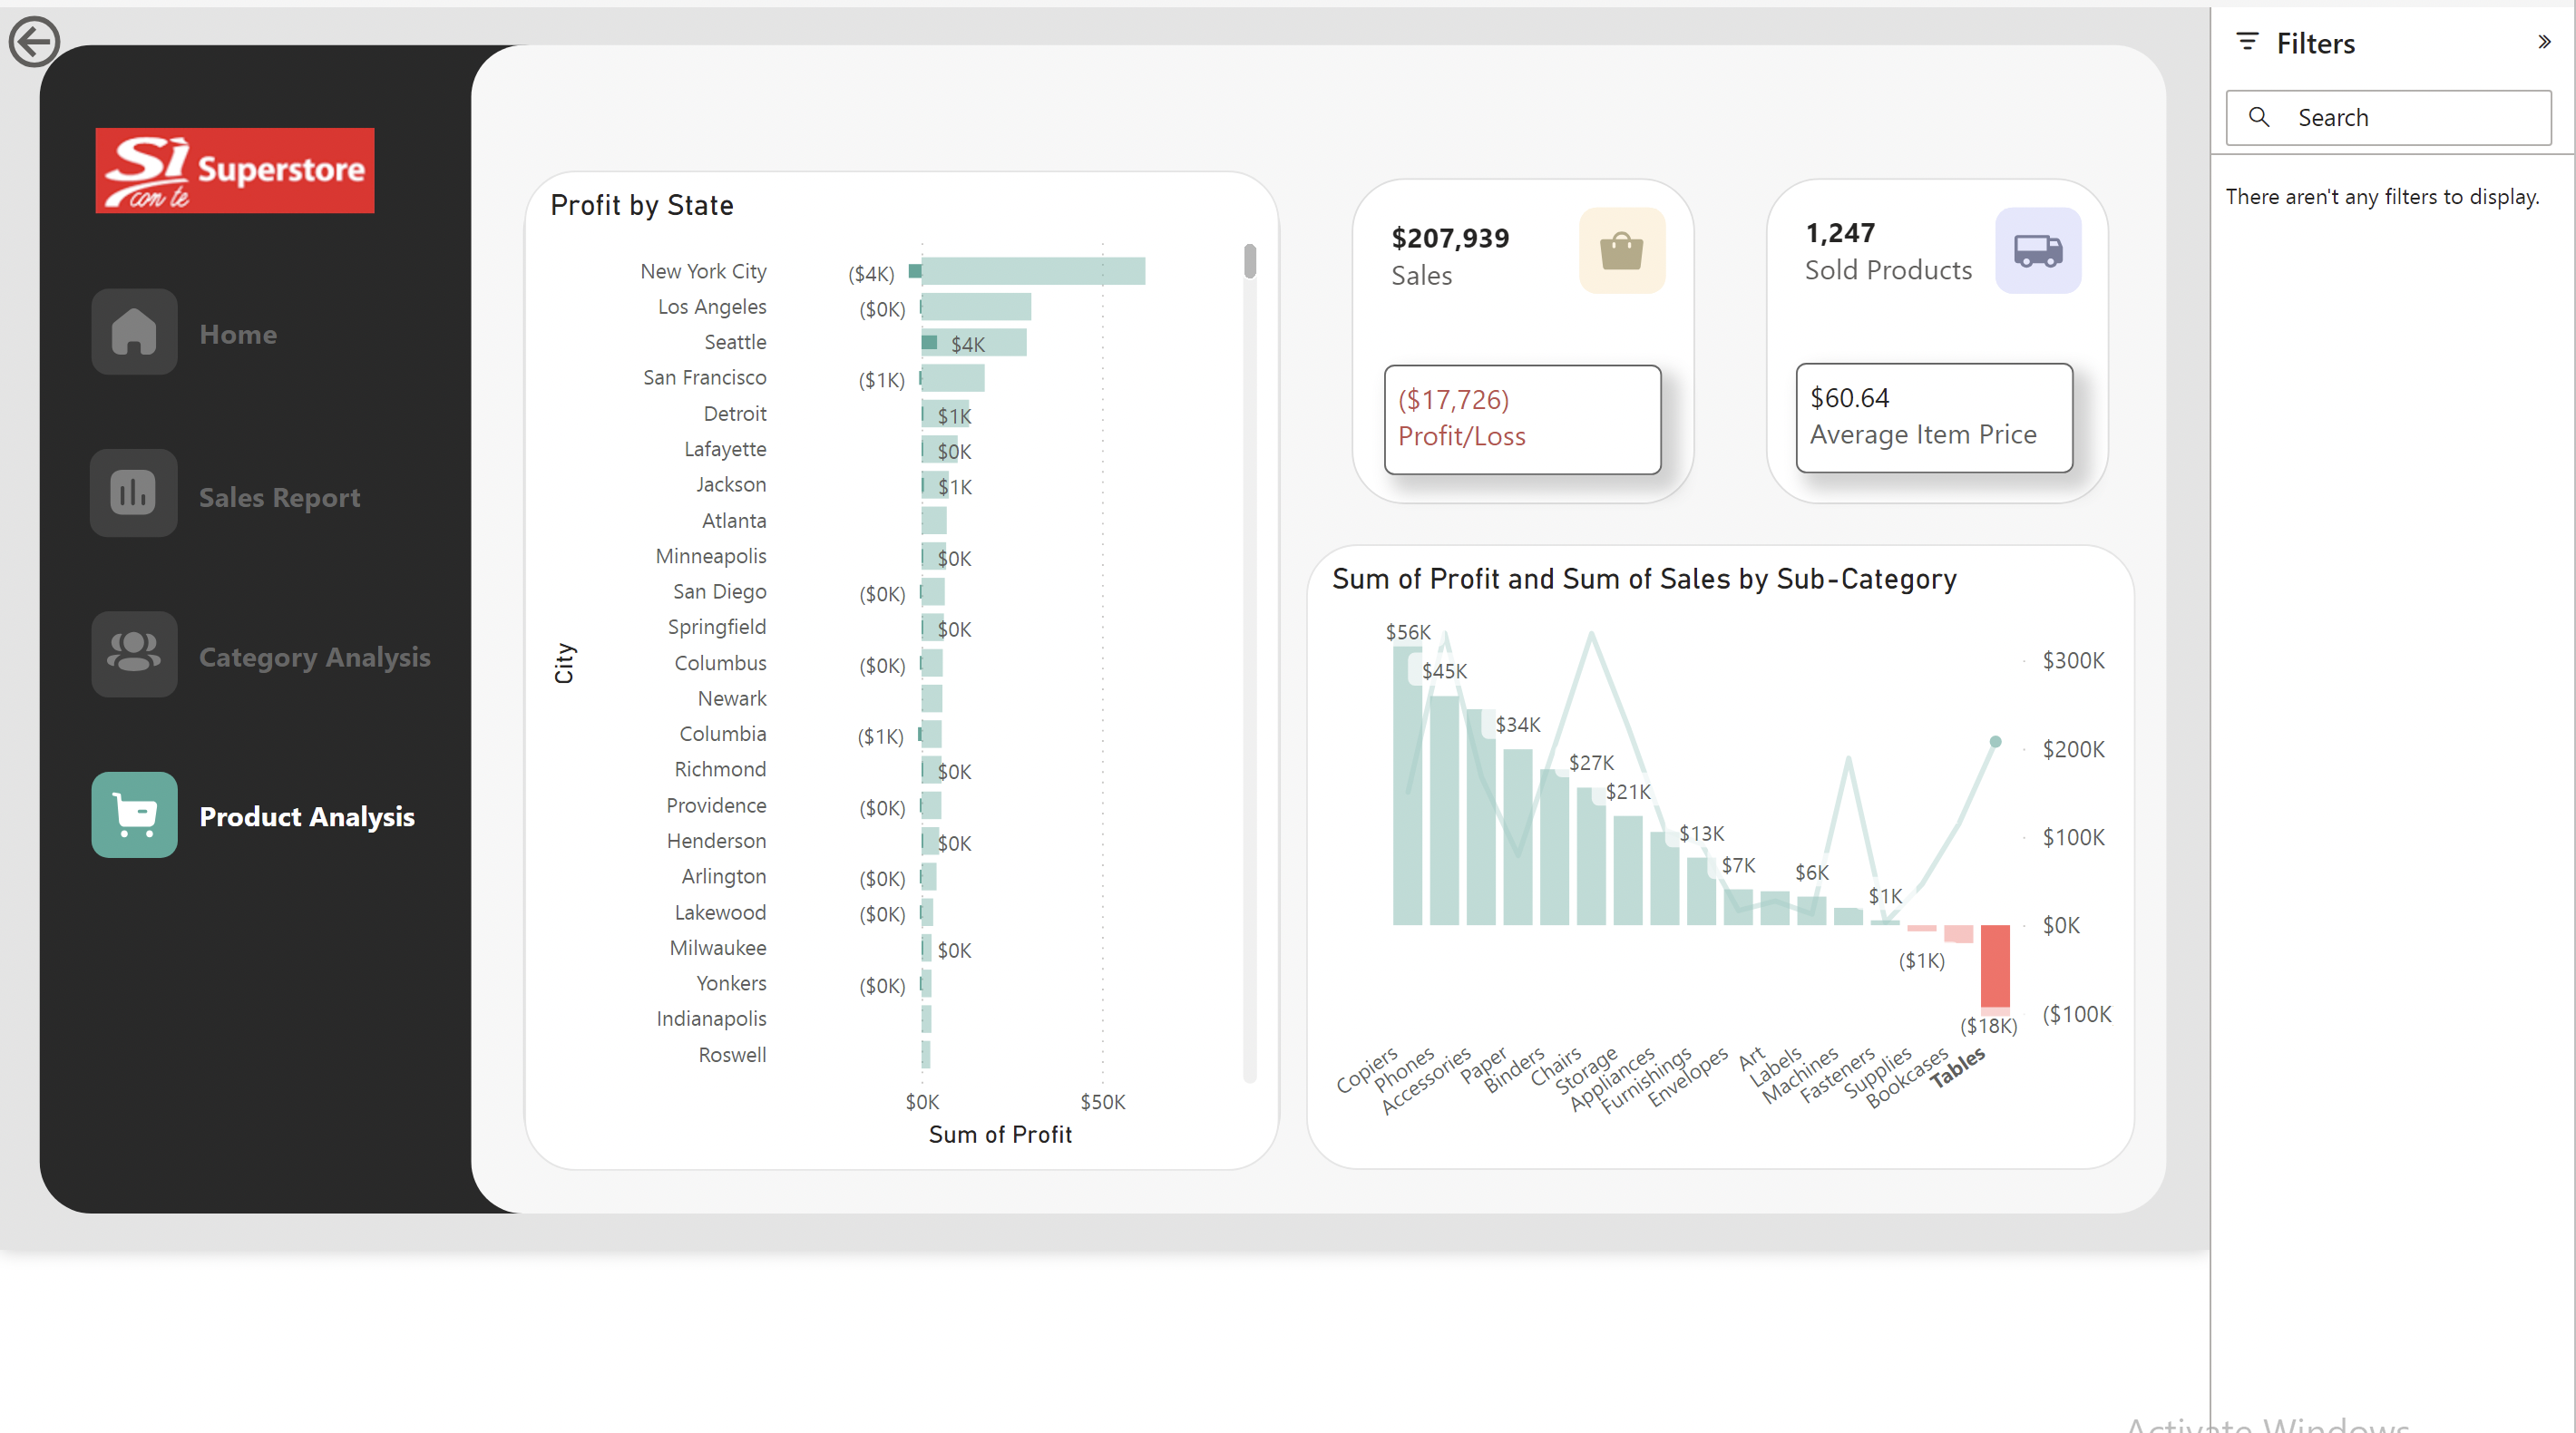 Filters
Search
There aren't any filters to display.
Sì
con te
Superstore
Home
Sales Report
Category Analysis
Product Analysis
Profit by State
City
New York City ($4K)
Los Angeles ($0K)
Seattle $4K
San Francisco ($1K)
Detroit $1K
Lafayette $0K
Jackson $1K
Atlanta
Minneapolis $0K
San Diego ($0K)
Springfield $0K
Columbus ($0K)
Newark
Columbia ($1K)
Richmond $0K
Providence ($0K)
Henderson $0K
Arlington ($0K)
Lakewood ($0K)
Milwaukee $0K
Yonkers ($0K)
Indianapolis
Roswell
$0K $50K
Sum of Profit
$207,939
Sales
($17,726)
Profit/Loss
1,247
Sold Products
$60.64
Average Item Price
Sum of Profit and Sum of Sales by Sub-Category
$56K
$45K
$34K
$27K
$21K
$13K
$7K
$6K
$1K
($1K)
($18K)
$300K
$200K
$100K
$0K
($100K
Copiers
Phones
Accessories
Paper
Binders
Chairs
Storage
Appliances
Furnishings
Envelopes
Art
Labels
Machines
Fasteners
Supplies
Bookcases
Tables
Activate Windows